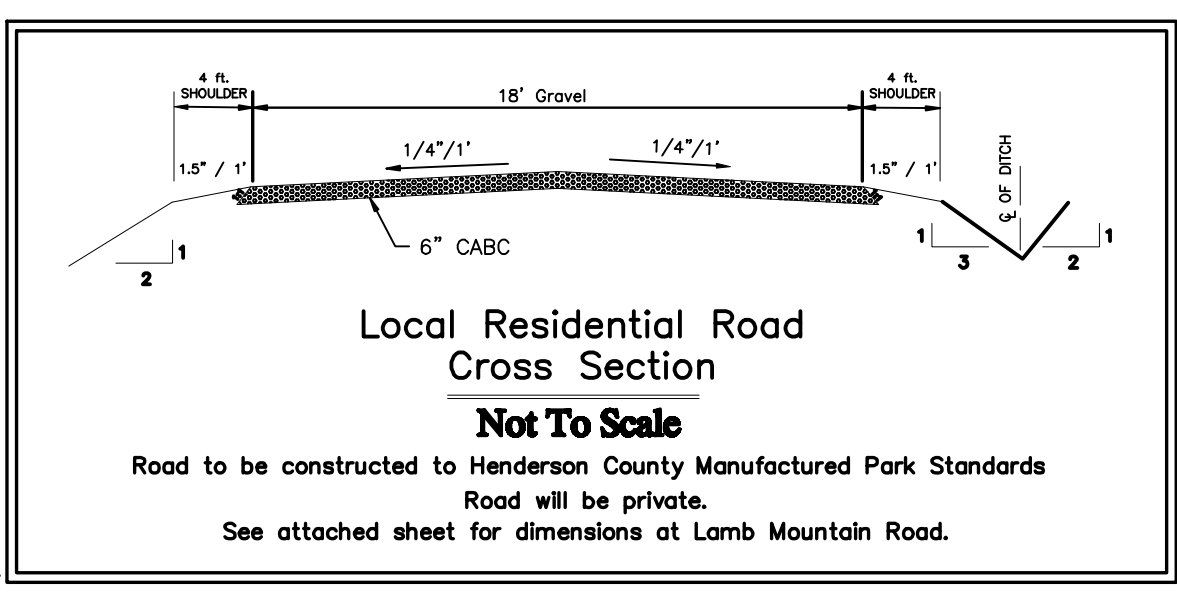 4 ft.
SHOULDER
18' Gravel
4 ft.
SHOULDER
1.5" / 1'
1/4"/1'
1/4"/1'
1.5" / 1'
℄ OF DITCH
6" CABC
1
2
1
3
1
2
Local Residential Road
Cross Section
Not To Scale
Road to be constructed to Henderson County Manufactured Park Standards
Road will be private.
See attached sheet for dimensions at Lamb Mountain Road.